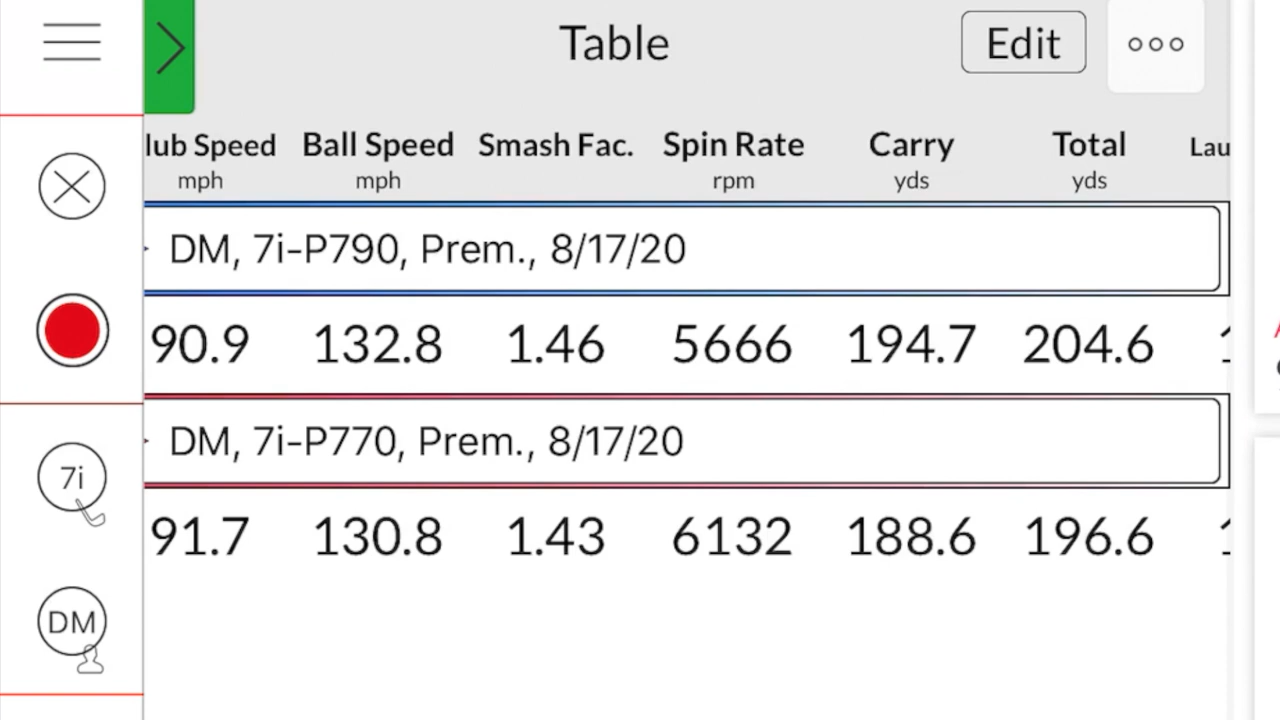 Table
Edit
lub Speed Ball Speed Smash Fac. Spin Rate Carry Total Lau
mph mph rpm yds yds
DM, 7i-P790, Prem., 8/17/20
90.9 132.8 1.46 5666 194.7 204.6
DM, 7i-P770, Prem., 8/17/20
91.7 130.8 1.43 6132 188.6 196.6
7i
DM